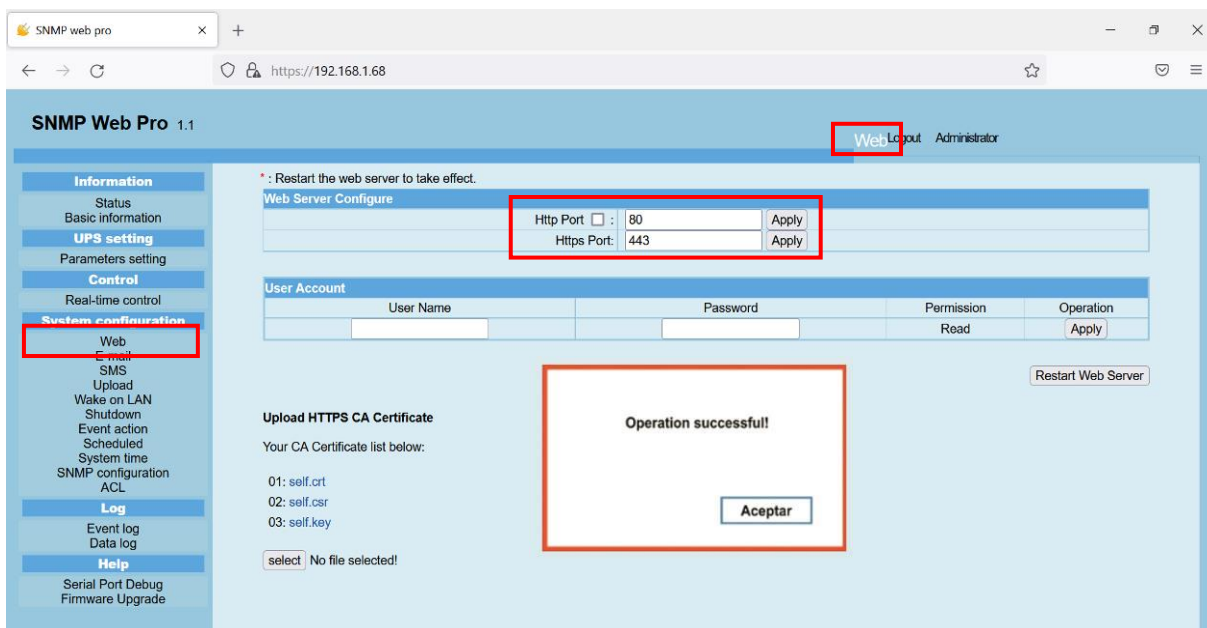 SNMP web pro
https://192.168.1.68
SNMP Web Pro 1.1
Web Logout Administrator
Information
Status
Basic information
UPS setting
Parameters setting
Control
Real-time control
System configuration
Web
E-mail
SMS
Upload
Wake on LAN
Shutdown
Event action
Scheduled
System time
SNMP configuration
ACL
Log
Event log
Data log
Help
Serial Port Debug
Firmware Upgrade
* : Restart the web server to take effect.
Web Server Configure
Http Port : 80 Apply
Https Port: 443 Apply
User Account
User Name Password Permission Operation
Read Apply
Restart Web Server
Upload HTTPS CA Certificate
Your CA Certificate list below:
01: self.crt
02: self.csr
03: self.key
select No file selected!
Operation successful!
Aceptar